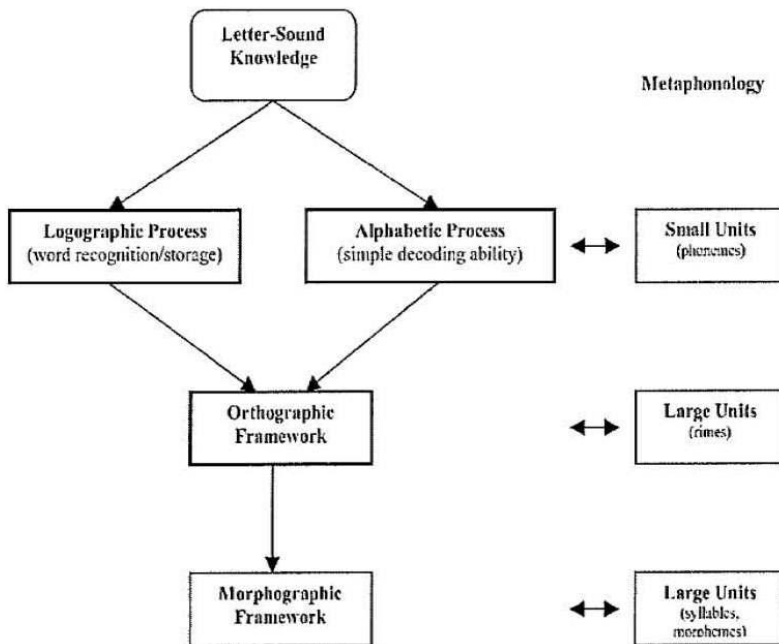 Letter-Sound
Knowledge
Metaphonology
Logographic Process
(word recognition/storage)
Alphabetic Process
(simple decoding ability)
Small Units
(phonemes)
Orthographic
Framework
Large Units
(rimes)
Morphographic
Framework
Large Units
(syllables,
morphemes)